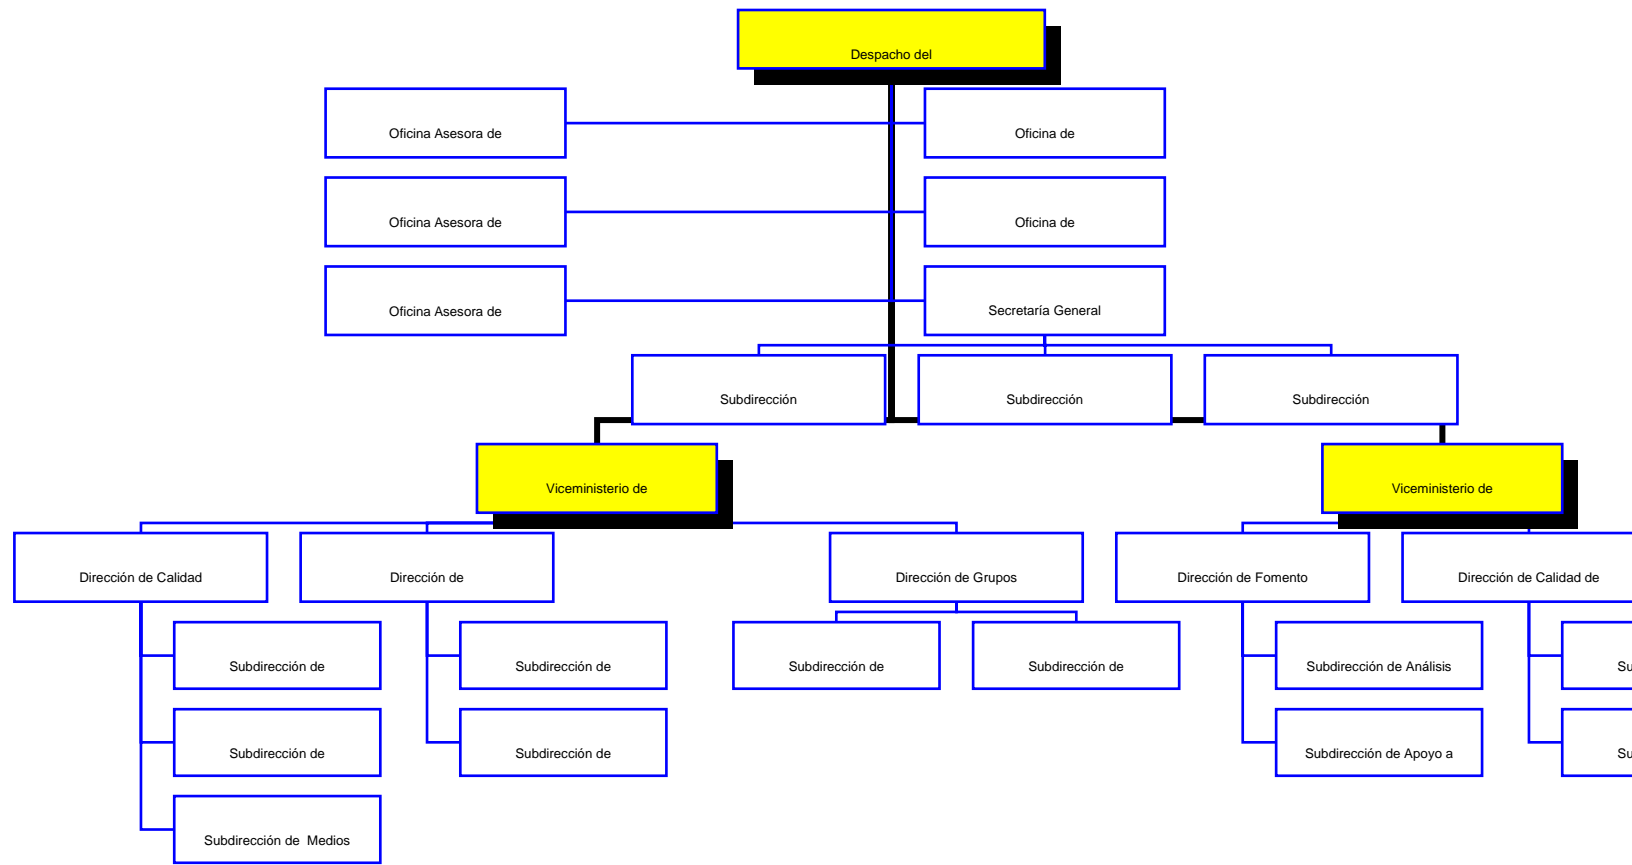 Despacho del
Oficina Asesora de
Oficina de
Oficina Asesora de
Oficina de
Oficina Asesora de
Secretaría General
Subdirección
Subdirección
Subdirección
Viceministerio de
Viceministerio de
Dirección de Calidad
Dirección de
Dirección de Grupos
Dirección de Fomento
Dirección de Calidad de
Subdirección de
Subdirección de
Subdirección de
Subdirección de
Subdirección de Análisis
Su
Subdirección de
Subdirección de
Subdirección de Apoyo a
Su
Subdirección de  Medios